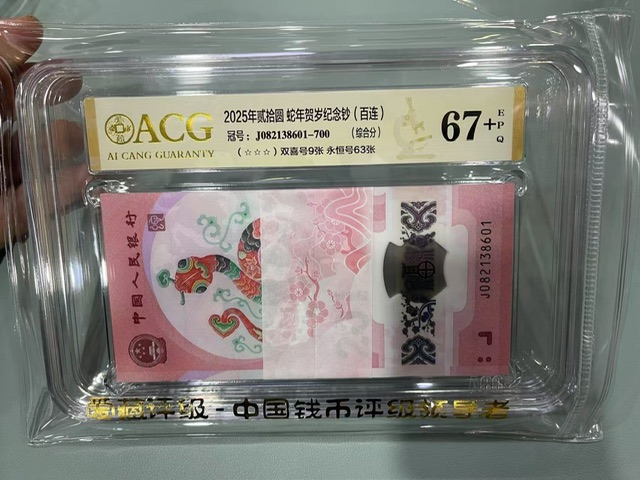 ACG
AI CANG GUARANTY
2025年贰拾圆 蛇年贺岁纪念钞（百连）
冠号：J082138601-700 （综合分）
（☆☆☆）双喜号9张 永恒号63张
67+
EPQ
中国人民银行
J082138601
爱藏评级-中国钱币评级领导者